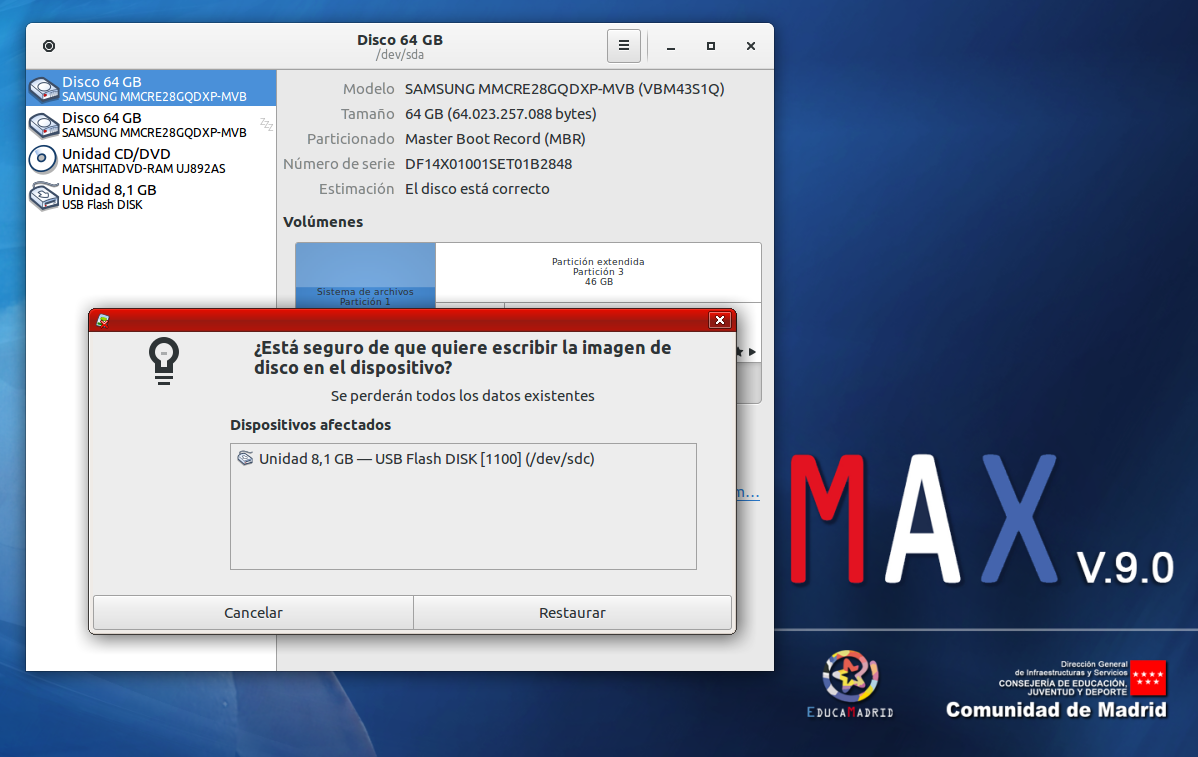 Disco 64 GB
/dev/sda
Disco 64 GB
SAMSUNG MMCRE28GQDXP-MVB
Disco 64 GB
SAMSUNG MMCRE28GQDXP-MVB
zzz
Unidad CD/DVD
MATSHITADVD-RAM UJ892AS
Unidad 8,1 GB
USB Flash DISK
Modelo SAMSUNG MMCRE28GQDXP-MVB (VBM43S1Q)
Tamaño 64 GB (64.023.257.088 bytes)
Particionado Master Boot Record (MBR)
Número de serie DF14X01001SET01B2848
Estimación El disco está correcto
Volúmenes
Sistema de archivos
Partición 1
Partición extendida
Partición 3
46 GB
m...
¿Está seguro de que quiere escribir la imagen de
disco en el dispositivo?
Se perderán todos los datos existentes
Dispositivos afectados
Unidad 8,1 GB — USB Flash DISK [1100] (/dev/sdc)
Cancelar Restaurar
MAX V.9.0
EDUCAMADRID
Dirección General
de Infraestructuras y Servicios
CONSEJERÍA DE EDUCACIÓN,
JUVENTUD Y DEPORTE
Comunidad de Madrid